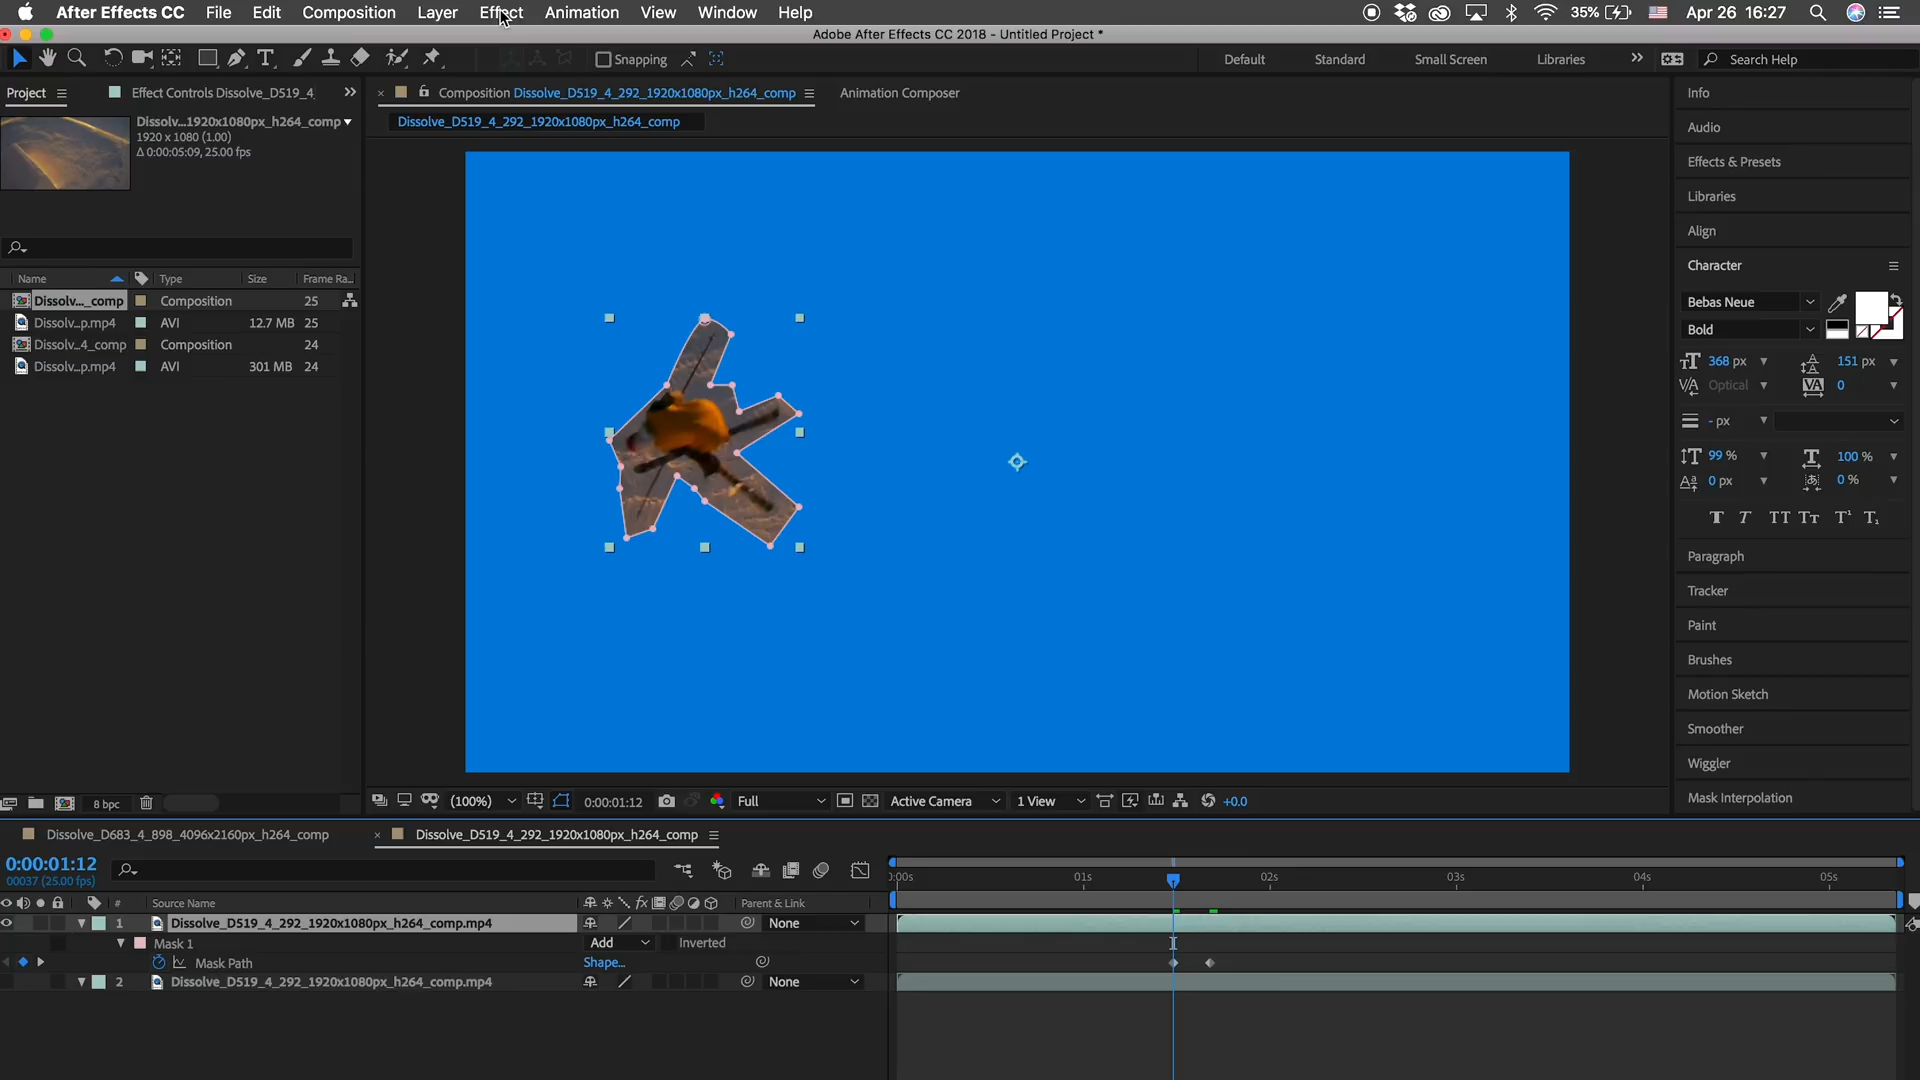 After Effects CC File Edit Composition Layer Effect Animation View Window Help 35% Apr 26 16:27
Adobe After Effects CC 2018 - Untitled Project *
Snapping Default Standard Small Screen Libraries Search Help
Project Effect Controls Dissolve_D519_4_
Composition Dissolve_D519_4_292_1920x1080px_h264_comp Animation Composer
Dissolve_D519_4_292_1920x1080px_h264_comp
Dissolv...1920x1080px_h264_comp
1920 x 1080 (1.00)
Δ 0:00:05:09, 25.00 fps
Name Type Size Frame Ra...
Dissolv..._comp Composition 25
Dissolv...p.mp4 AVI 12.7 MB 25
Dissolv...4_comp Composition 24
Dissolv...p.mp4 AVI 301 MB 24
8 bpc
(100%) 0:00:01:12 Full Active Camera 1 View +0.0
Info
Audio
Effects & Presets
Libraries
Align
Character
Bebas Neue
Bold
368 px 151 px
Optical 0
- px
99 % 100 %
0 px 0 %
T T TT Tт T¹ T₁
Paragraph
Tracker
Paint
Brushes
Motion Sketch
Smoother
Wiggler
Mask Interpolation
Dissolve_D683_4_898_4096x2160px_h264_comp Dissolve_D519_4_292_1920x1080px_h264_comp
0:00:01:12
00037 (25.00 fps)
):00s 01s 02s 03s 04s 05s
# Source Name fx Parent & Link
1 Dissolve_D519_4_292_1920x1080px_h264_comp.mp4 None
Mask 1 Add Inverted
Mask Path Shape...
2 Dissolve_D519_4_292_1920x1080px_h264_comp.mp4 None